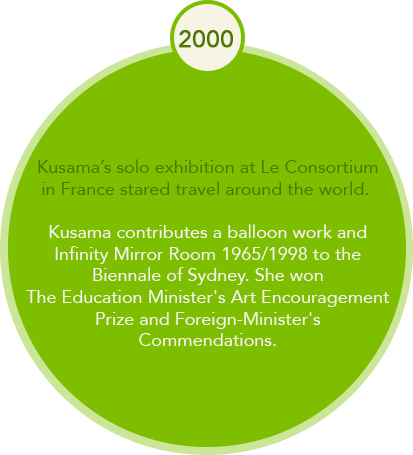 2000
Kusama's solo exhibition at Le Consortium
in France stared travel around the world.
Kusama contributes a balloon work and
Infinity Mirror Room 1965/1998 to the
Biennale of Sydney. She won
The Education Minister's Art Encouragement
Prize and Foreign-Minister's
Commendations.